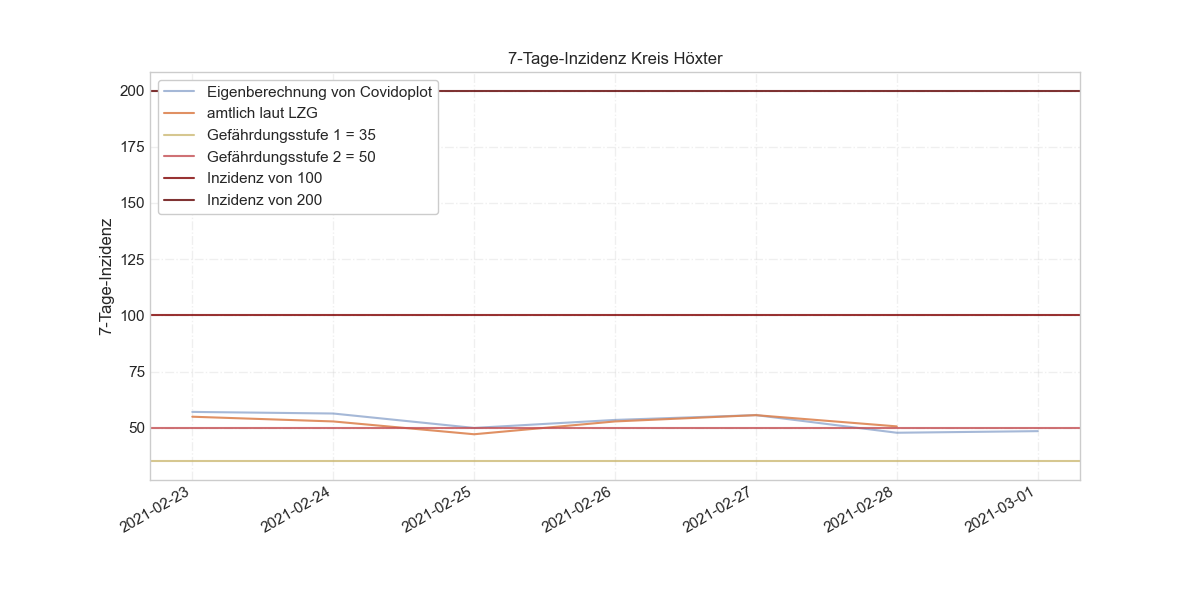 7-Tage-Inzidenz Kreis Höxter
Eigenberechnung von Covidoplot
amtlich laut LZG
Gefährdungsstufe 1 = 35
Gefährdungsstufe 2 = 50
Inzidenz von 100
Inzidenz von 200
7-Tage-Inzidenz
200
175
150
125
100
75
50
2021-02-23
2021-02-24
2021-02-25
2021-02-26
2021-02-27
2021-02-28
2021-03-01